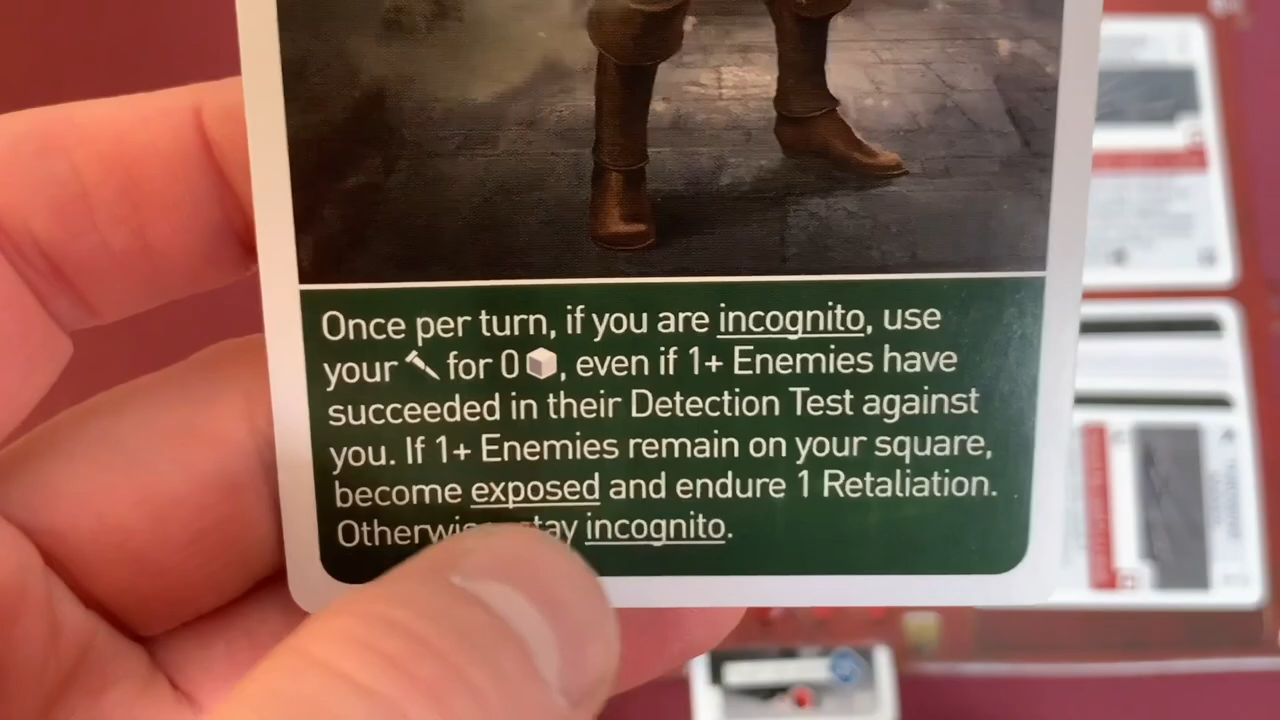 Once per turn, if you are incognito, use
your for 0 , even if 1+ Enemies have
succeeded in their Detection Test against
you. If 1+ Enemies remain on your square,
become exposed and endure 1 Retaliation.
incognito.